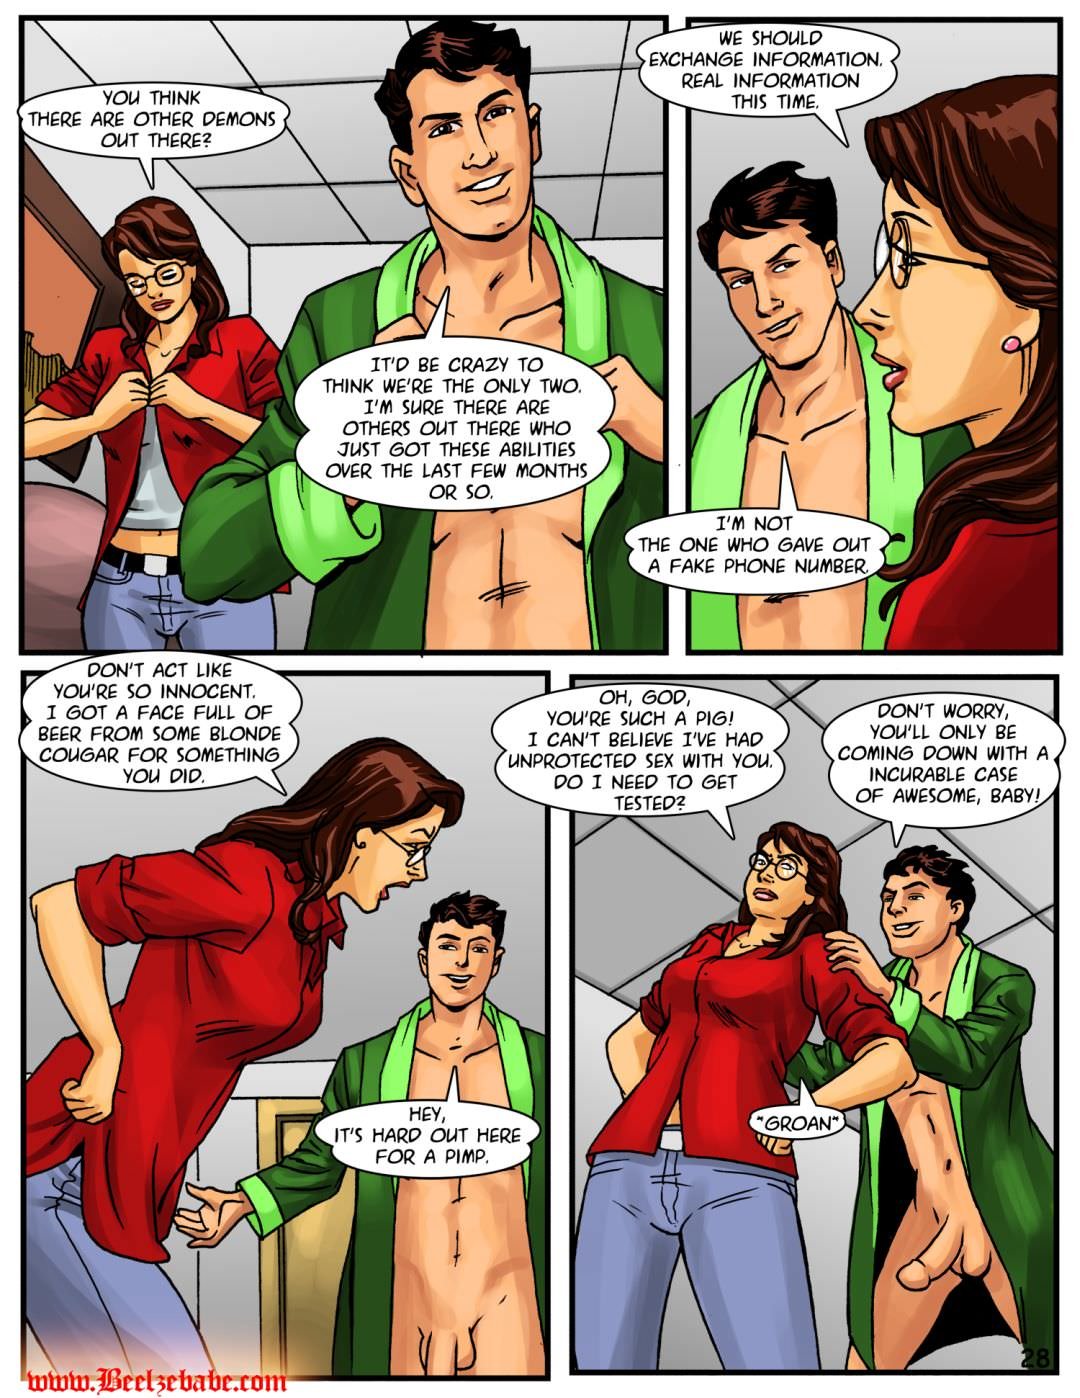 YOU THINK
THERE ARE OTHER DEMONS
OUT THERE?
IT'D BE CRAZY TO
THINK WE'RE THE ONLY TWO.
I'M SURE THERE ARE
OTHERS OUT THERE WHO
JUST GOT THESE ABILITIES
OVER THE LAST FEW MONTHS
OR SO.
WE SHOULD
EXCHANGE INFORMATION.
REAL INFORMATION
THIS TIME.
I'M NOT
THE ONE WHO GAVE OUT
A FAKE PHONE NUMBER.
DON'T ACT LIKE
YOU'RE SO INNOCENT.
I GOT A FACE FULL OF
BEER FROM SOME BLONDE
COUGAR FOR SOMETHING
YOU DID.
HEY,
IT'S HARD OUT HERE
FOR A PIMP.
OH, GOD,
YOU'RE SUCH A PIG!
I CAN'T BELIEVE I'VE HAD
UNPROTECTED SEX WITH YOU.
DO I NEED TO GET
TESTED?
DON'T WORRY,
YOU'LL ONLY BE
COMING DOWN WITH A
INCURABLE CASE
OF AWESOME, BABY!
*GROAN*
www.Beelzebabe.com
28